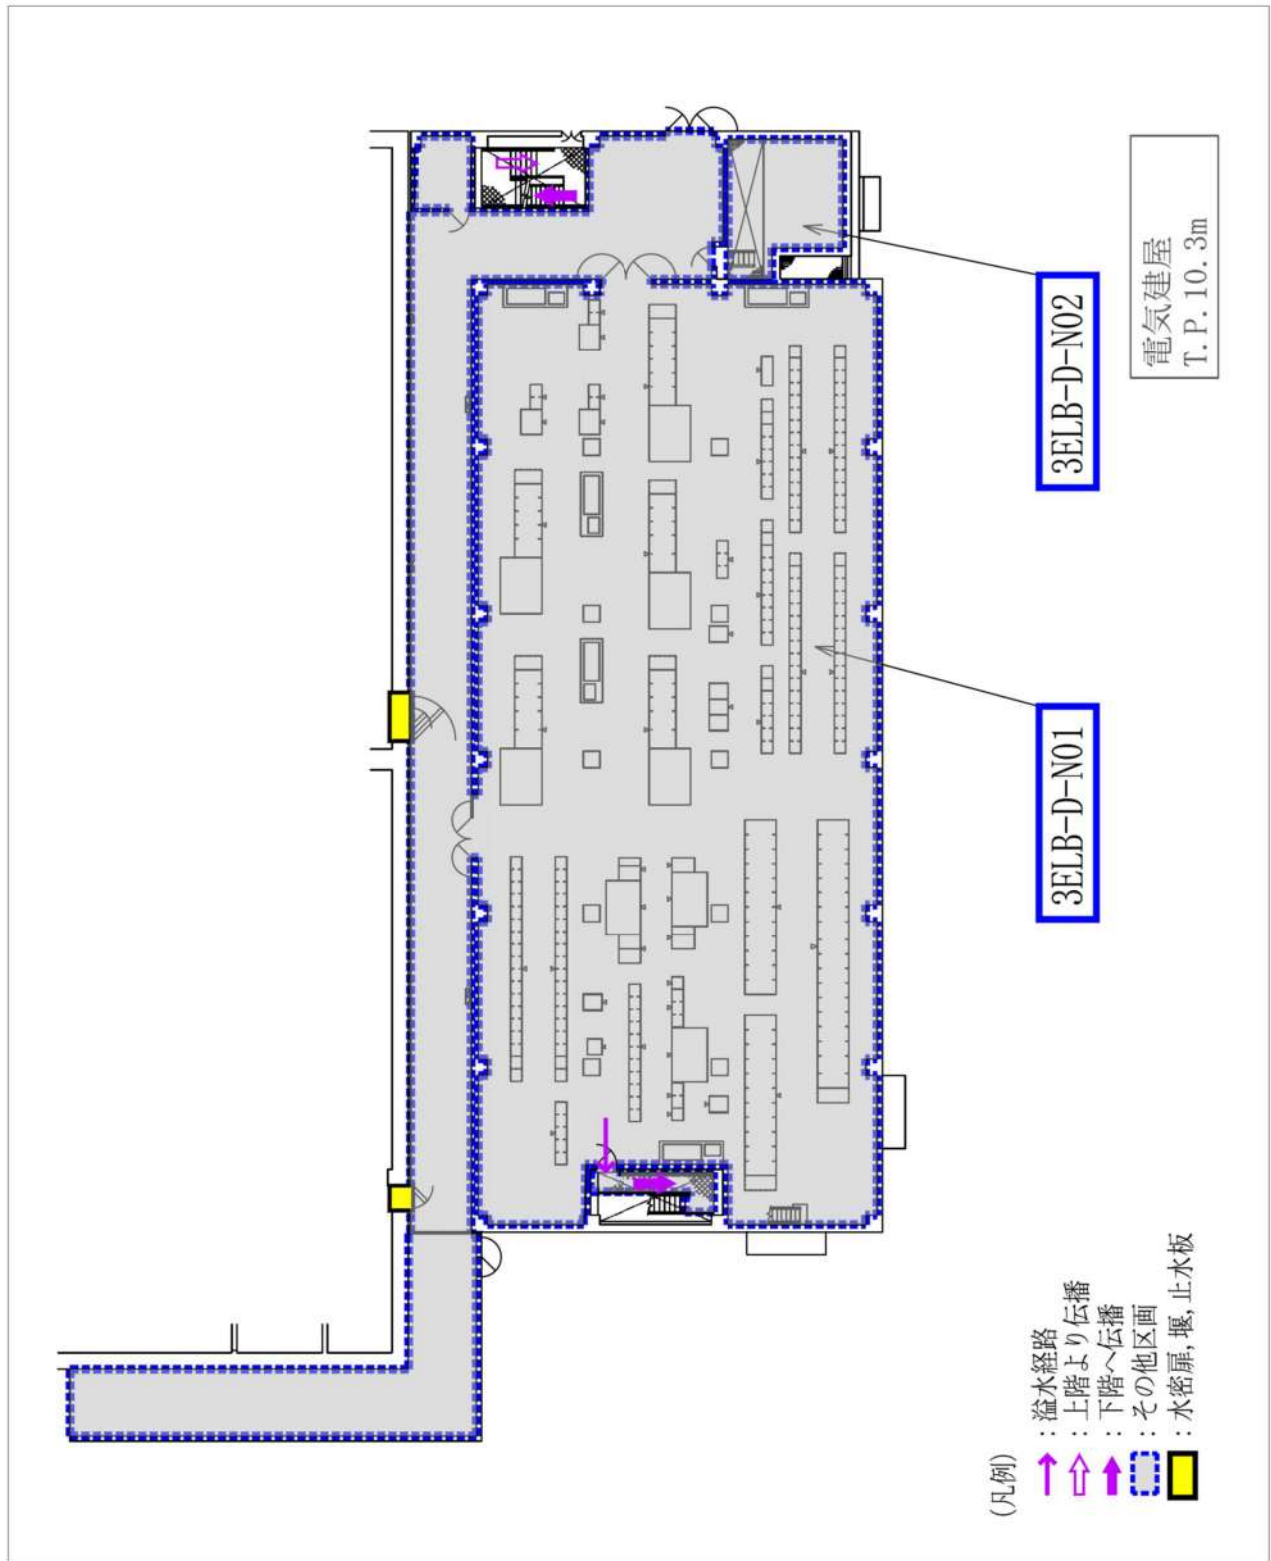 電気建屋
T.P.10.3m
3ELB-D-N02
3ELB-D-N01
(凡例)
：溢水経路
：上階より伝播
：下階へ伝播
：その他区画
：水密扉,堰,止水板